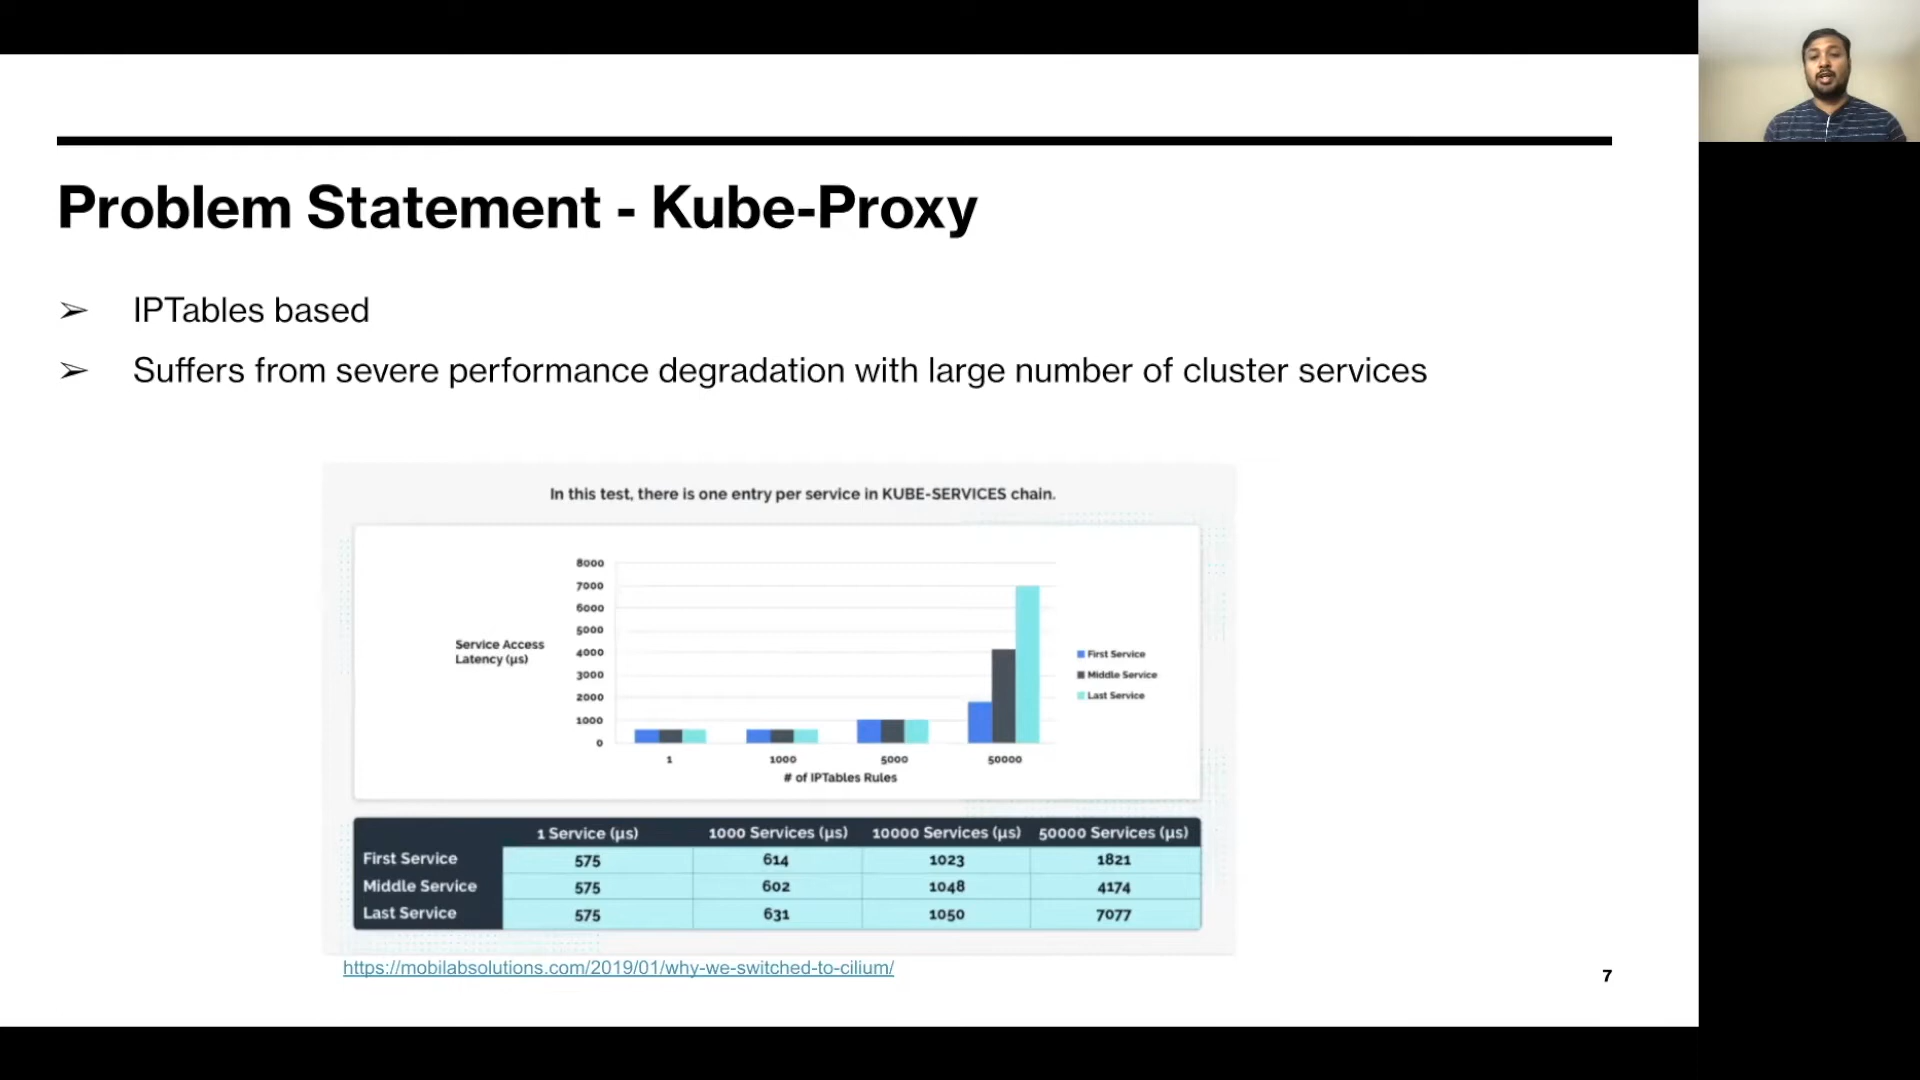 Problem Statement - Kube-Proxy
➢ IPTables based
➢ Suffers from severe performance degradation with large number of cluster services
In this test, there is one entry per service in KUBE-SERVICES chain.
8000
7000
6000
5000
4000
3000
2000
1000
0
Service Access
Latency (µs)
First Service
Middle Service
Last Service
1 1000 5000 50000
# of IPTables Rules
1 Service (µs) 1000 Services (µs) 10000 Services (µs) 50000 Services (µs)
First Service 575 614 1023 1821
Middle Service 575 602 1048 4174
Last Service 575 631 1050 7077
https://mobilabsolutions.com/2019/01/why-we-switched-to-cilium/
7